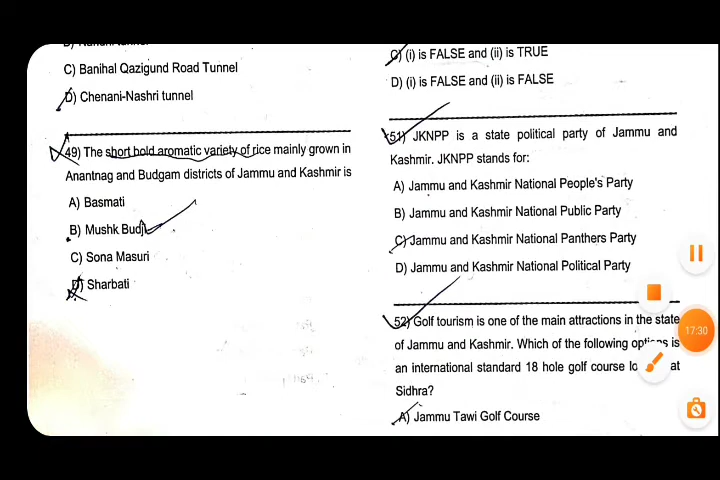 C) Banihal Qazigund Road Tunnel
D) Chenani-Nashri tunnel
49) The short bold aromatic variety of rice mainly grown in
Anantnag and Budgam districts of Jammu and Kashmir is
A) Basmati
B) Mushk Budji
C) Sona Masuri
D) Sharbati
C) (i) is FALSE and (ii) is TRUE
D) (i) is FALSE and (ii) is FALSE
51) JKNPP is a state political party of Jammu and
Kashmir. JKNPP stands for:
A) Jammu and Kashmir National People's Party
B) Jammu and Kashmir National Public Party
C) Jammu and Kashmir National Panthers Party
D) Jammu and Kashmir National Political Party
52) Golf tourism is one of the main attractions in the state
of Jammu and Kashmir. Which of the following options is
an international standard 18 hole golf course at
Sidhra?
A) Jammu Tawi Golf Course
17:30